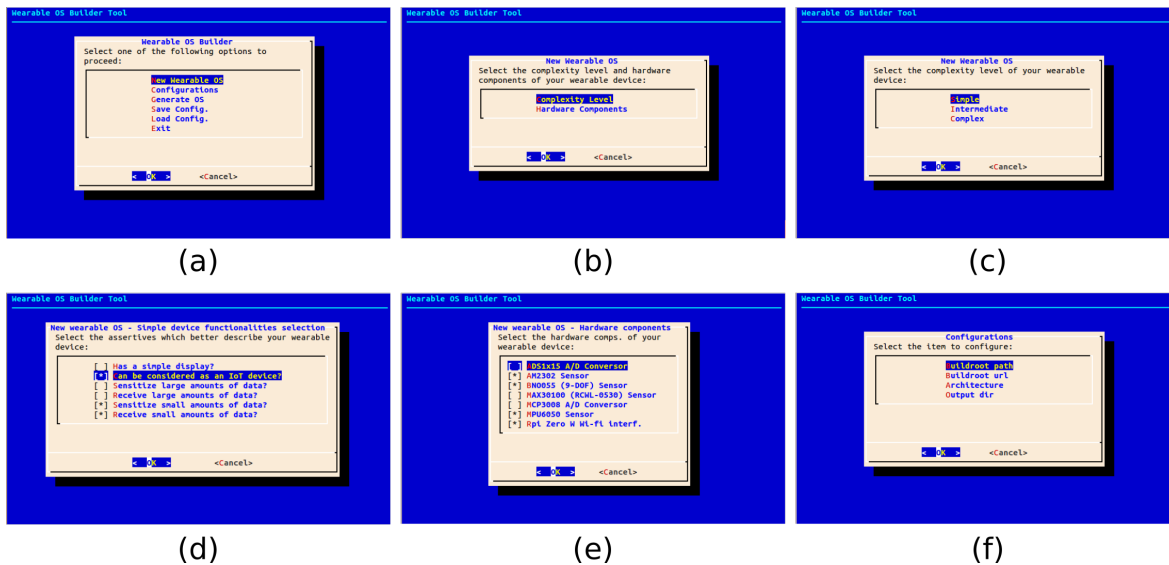 Wearable OS Builder Tool
Wearable OS Builder
Select one of the following options to
proceed:
New Wearable OS
Configurations
Generate OS
Save Config.
Load Config.
Exit
< OK > <Cancel>
(a)
Wearable OS Builder Tool
New Wearable OS
Select the complexity level and hardware
components of your wearable device:
Complexity Level
Hardware Components
< OK > <Cancel>
(b)
Wearable OS Builder Tool
New Wearable OS
Select the complexity level of your wearable
device:
Simple
Intermediate
Complex
< OK > <Cancel>
(c)
Wearable OS Builder Tool
New wearable OS - Simple device functionalities selection
Select the assertives which better describe your wearable
device:
[ ] Has a simple display?
[*] Can be considered as an IoT device?
[ ] Sensitize large amounts of data?
[ ] Receive large amounts of data?
[*] Sensitize small amounts of data?
[*] Receive small amounts of data?
< OK > <Cancel>
(d)
Wearable OS Builder Tool
New wearable OS - Hardware components
Select the hardware comps. of your
wearable device:
[ ] ADS1x15 A/D Conversor
[*] AM2302 Sensor
[*] BNO055 (9-DOF) Sensor
[ ] MAX30100 (RCWL-0530) Sensor
[ ] MCP3008 A/D Conversor
[*] MPU6050 Sensor
[*] Rpi Zero W Wi-fi interf.
< OK > <Cancel>
(e)
Wearable OS Builder Tool
Configurations
Select the item to configure:
Buildroot path
Buildroot url
Architecture
Output dir
< OK > <Cancel>
(f)